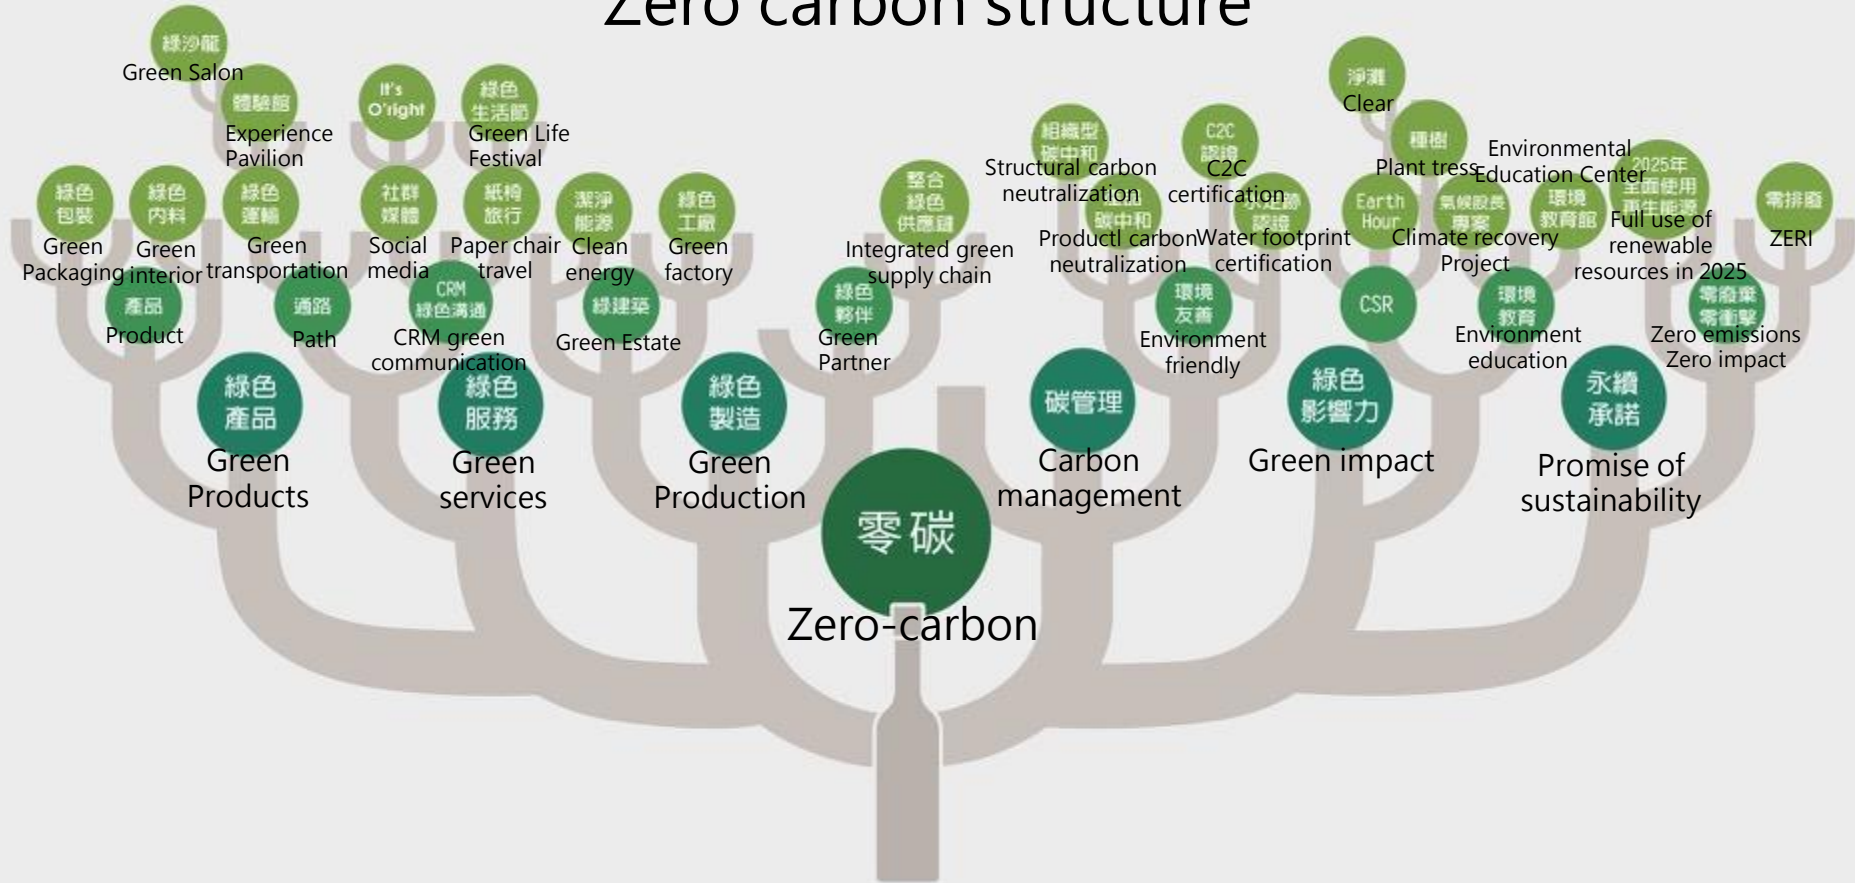 Zero carbon structure
綠沙龍
Green Salon
體驗館
Experience
Pavilion
It's
O'right
綠色
生活節
Green Life
Festival
綠色
包裝
Green
Packaging
綠色
內料
Green
interior
綠色
運輸
Green
transportation
社群
媒體
Social
media
紙椅
旅行
Paper chair
travel
潔淨
能源
Clean
energy
綠色
工廠
Green
factory
整合
綠色
供應鏈
Integrated green
supply chain
組織型
碳中和
Structural carbon
neutralization
碳中和
Productl carbon
neutralization
C2C
認證
C2C
certification
認證
Water footprint
certification
淨灘
Clear
種樹
Plant tress
Earth
Hour
氣候股長
專案
Climate recovery
Project
Environmental
Education Center
環境
教育館
2025年
全面使用
再生能源
Full use of
renewable
resources in 2025
零排廢
ZERI
產品
Product
通路
Path
CRM
綠色溝通
CRM green
communication
綠建築
Green Estate
綠色
夥伴
Green
Partner
環境
友善
Environment
friendly
CSR
環境
教育
Environment
education
零廢棄
零衝擊
Zero emissions
Zero impact
綠色
產品
Green
Products
綠色
服務
Green
services
綠色
製造
Green
Production
碳管理
Carbon
management
綠色
影響力
Green impact
永續
承諾
Promise of
sustainability
零碳
Zero-carbon